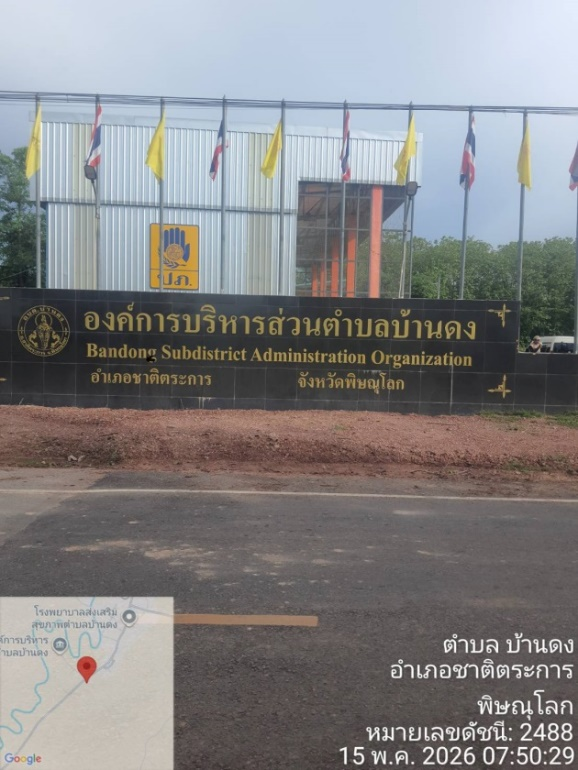 ปภ.
องค์การบริหารส่วนตำบลบ้านดง
Bandong Subdistrict Administration Organization
อำเภอชาติตระการ จังหวัดพิษณุโลก
โรงพยาบาลส่งเสริม
สุขภาพตำบลบ้านดง
ค์การบริหาร
ตำบลบ้านดง
Google
ตำบล บ้านดง
อำเภอชาติตระการ
พิษณุโลก
หมายเลขดัชนี: 2488
15 พ.ค. 2026 07:50:29